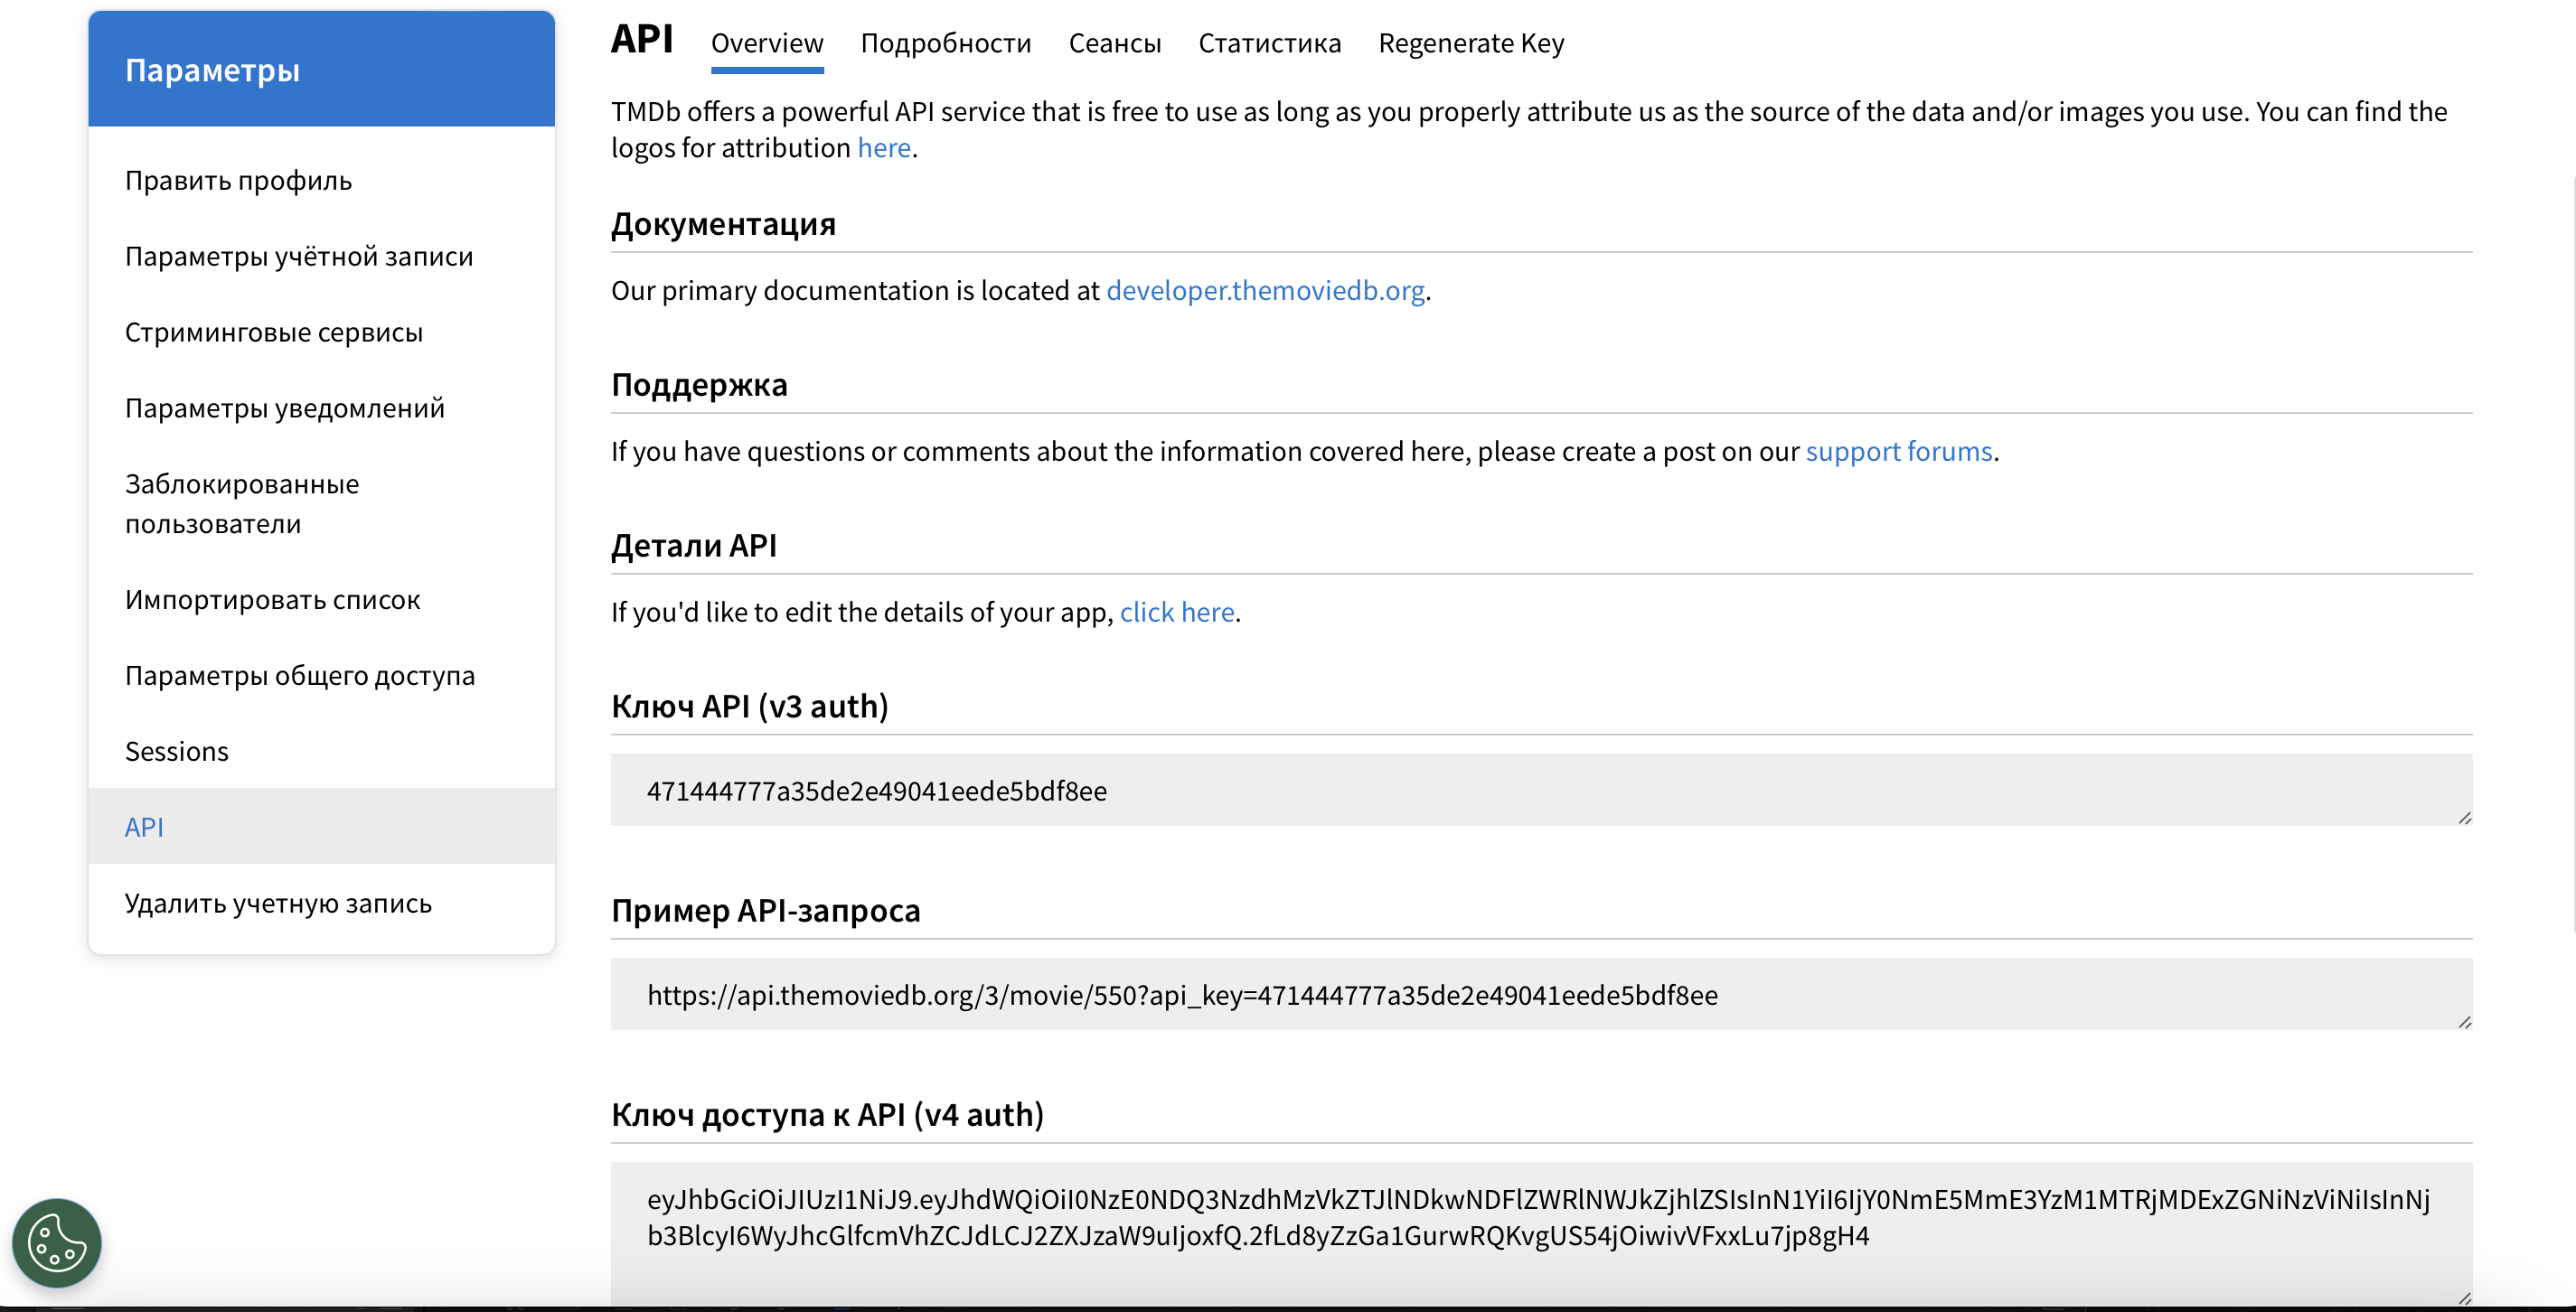 Параметры
Править профиль
Параметры учётной записи
Стриминговые сервисы
Параметры уведомлений
Заблокированные
пользователи
Импортировать список
Параметры общего доступа
Sessions
API
Удалить учетную запись
API Overview Подробности Сеансы Статистика Regenerate Key
TMDb offers a powerful API service that is free to use as long as you properly attribute us as the source of the data and/or images you use. You can find the
logos for attribution here.
Документация
Our primary documentation is located at developer.themoviedb.org.
Поддержка
If you have questions or comments about the information covered here, please create a post on our support forums.
Детали API
If you'd like to edit the details of your app, click here.
Ключ API (v3 auth)
471444777a35de2e49041eede5bdf8ee
Пример API-запроса
https://api.themoviedb.org/3/movie/550?api_key=471444777a35de2e49041eede5bdf8ee
Ключ доступа к API (v4 auth)
eyJhbGciOiJIUzI1NiJ9.eyJhdWQiOiI0NzE0NDQ3NzdhMzVkZTJlNDkwNDFlZWRlNWJkZjhlZSIsInN1YiI6IjY0NmE5MmE3YzM1MTRjMDExZGNiNzViNiIsInNj
b3BlcyI6WyJhcGlfcmVhZCJdLCJ2ZXJzaW9uIjoxfQ.2fLd8yZzGa1GurwRQKvgUS54jOiwivVFxxLu7jp8gH4